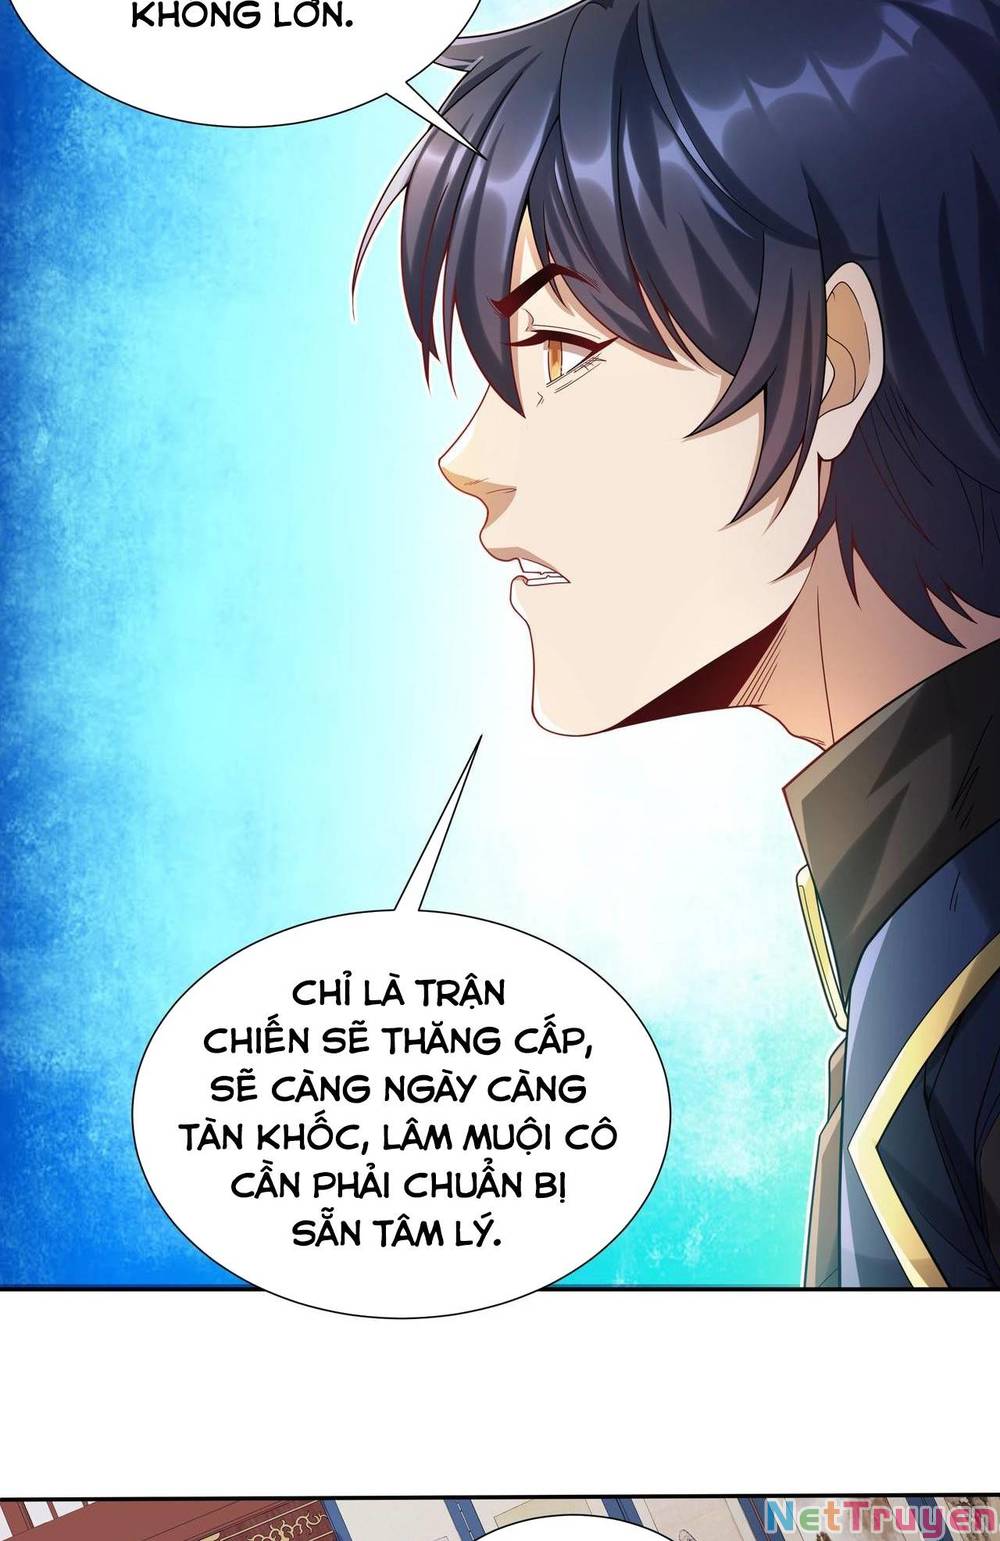 KHÔNG LỚN.
CHỈ LÀ TRẬN
CHIẾN SẼ THĂNG CẤP,
SẼ CÀNG NGÀY CÀNG
TÀN KHỐC, LÂM MUỘI CÔ
CẦN PHẢI CHUẨN BỊ
SẴN TÂM LÝ.
NetTruyen